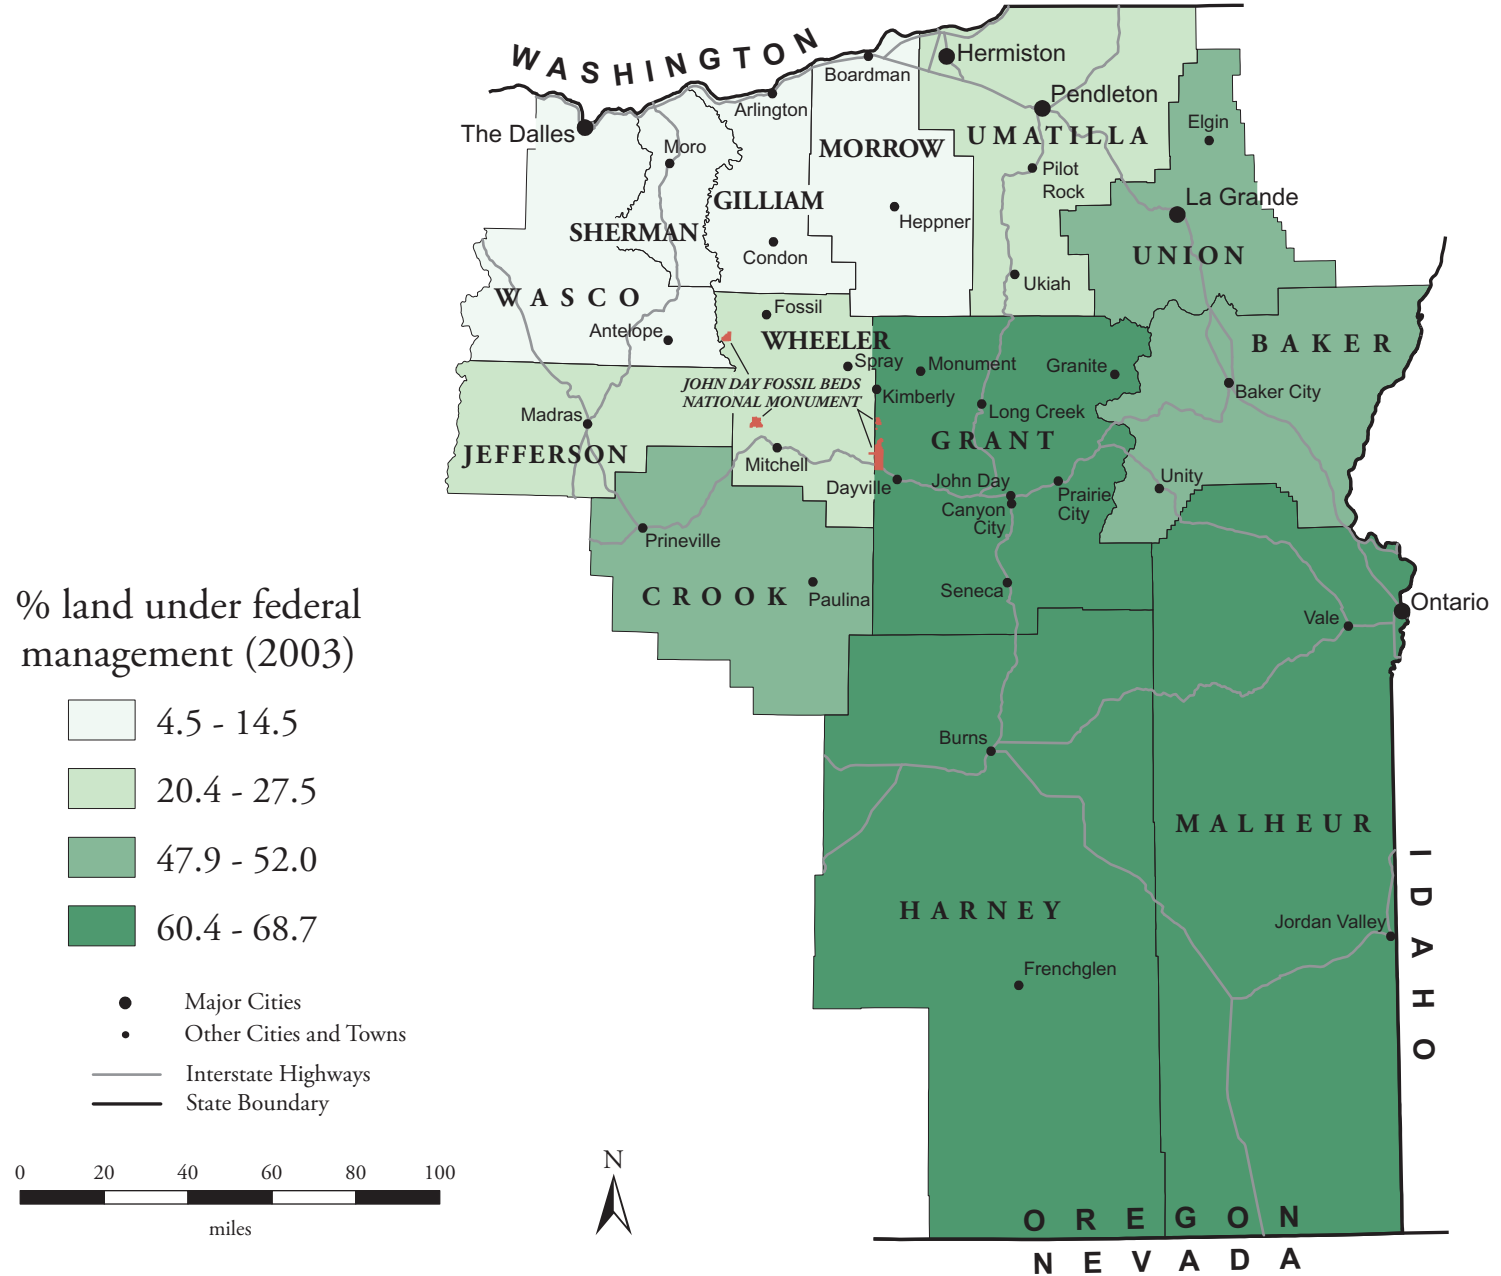 WASHINGTON
Hermiston
Boardman
Pendleton
Arlington
The Dalles
Elgin
UMATILLA
Moro
MORROW
Pilot
Rock
La Grande
GILLIAM
Heppner
SHERMAN
Condon
UNION
Ukiah
WASCO
Fossil
Antelope
WHEELER
BAKER
Spray
Monument
Granite
JOHN DAY FOSSIL BEDS
NATIONAL MONUMENT
Kimberly
Baker City
Madras
Long Creek
GRANT
JEFFERSON
Mitchell
Dayville
John Day
Canyon
City
Prairie
City
Unity
Prineville
CROOK
Paulina
Seneca
Ontario
Vale
% land under federal
management (2003)
4.5 - 14.5
20.4 - 27.5
47.9 - 52.0
60.4 - 68.7
Burns
MALHEUR
HARNEY
Jordan Valley
Frenchglen
IDAHO
Major Cities
Other Cities and Towns
Interstate Highways
State Boundary
0 20 40 60 80 100
miles
N
OREGON
NEVADA